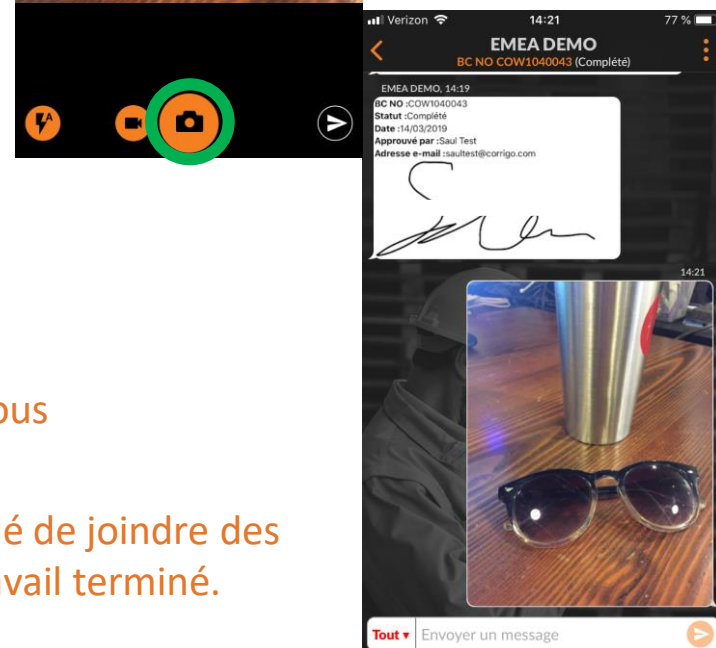 Verizon 14:21 77 %
EMEA DEMO
BC NO COW1040043 (Complété)
EMEA DEMO, 14:19
BC NO :COW1040043
Statut :Complété
Date :14/03/2019
Approuvé par :Saul Test
Adresse e-mail :saultest@corrigo.com
14:21
Tout Envoyer un message
A
ous
é de joindre des
avail terminé.